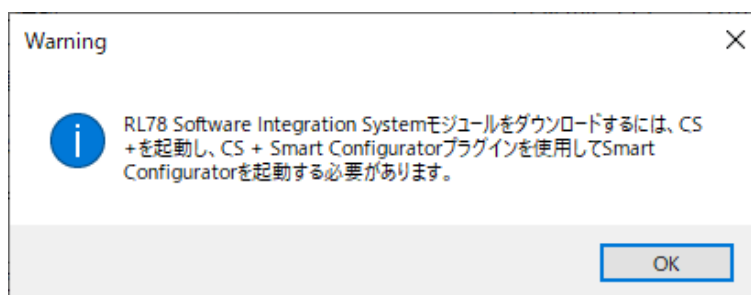 Warning
RL78 Software Integration Systemモジュールをダウンロードするには、CS
+を起動し、CS + Smart Configuratorプラグインを使用してSmart
Configuratorを起動する必要があります。
OK